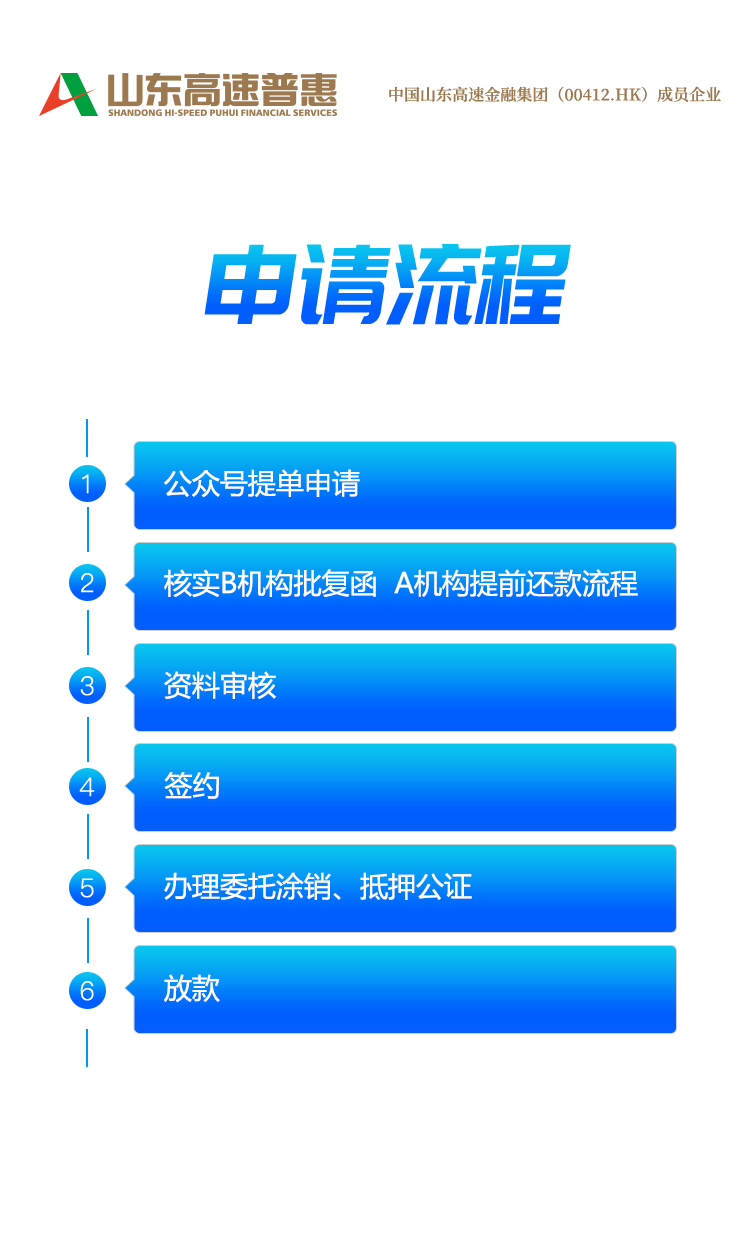 山东高速普惠
SHANDONG HI-SPEED PUHUI FINANCIAL SERVICES
中国山东高速金融集团（00412.HK）成员企业
申请流程
1 公众号提单申请
2 核实B机构批复函 A机构提前还款流程
3 资料审核
4 签约
5 办理委托涂销、抵押公证
6 放款